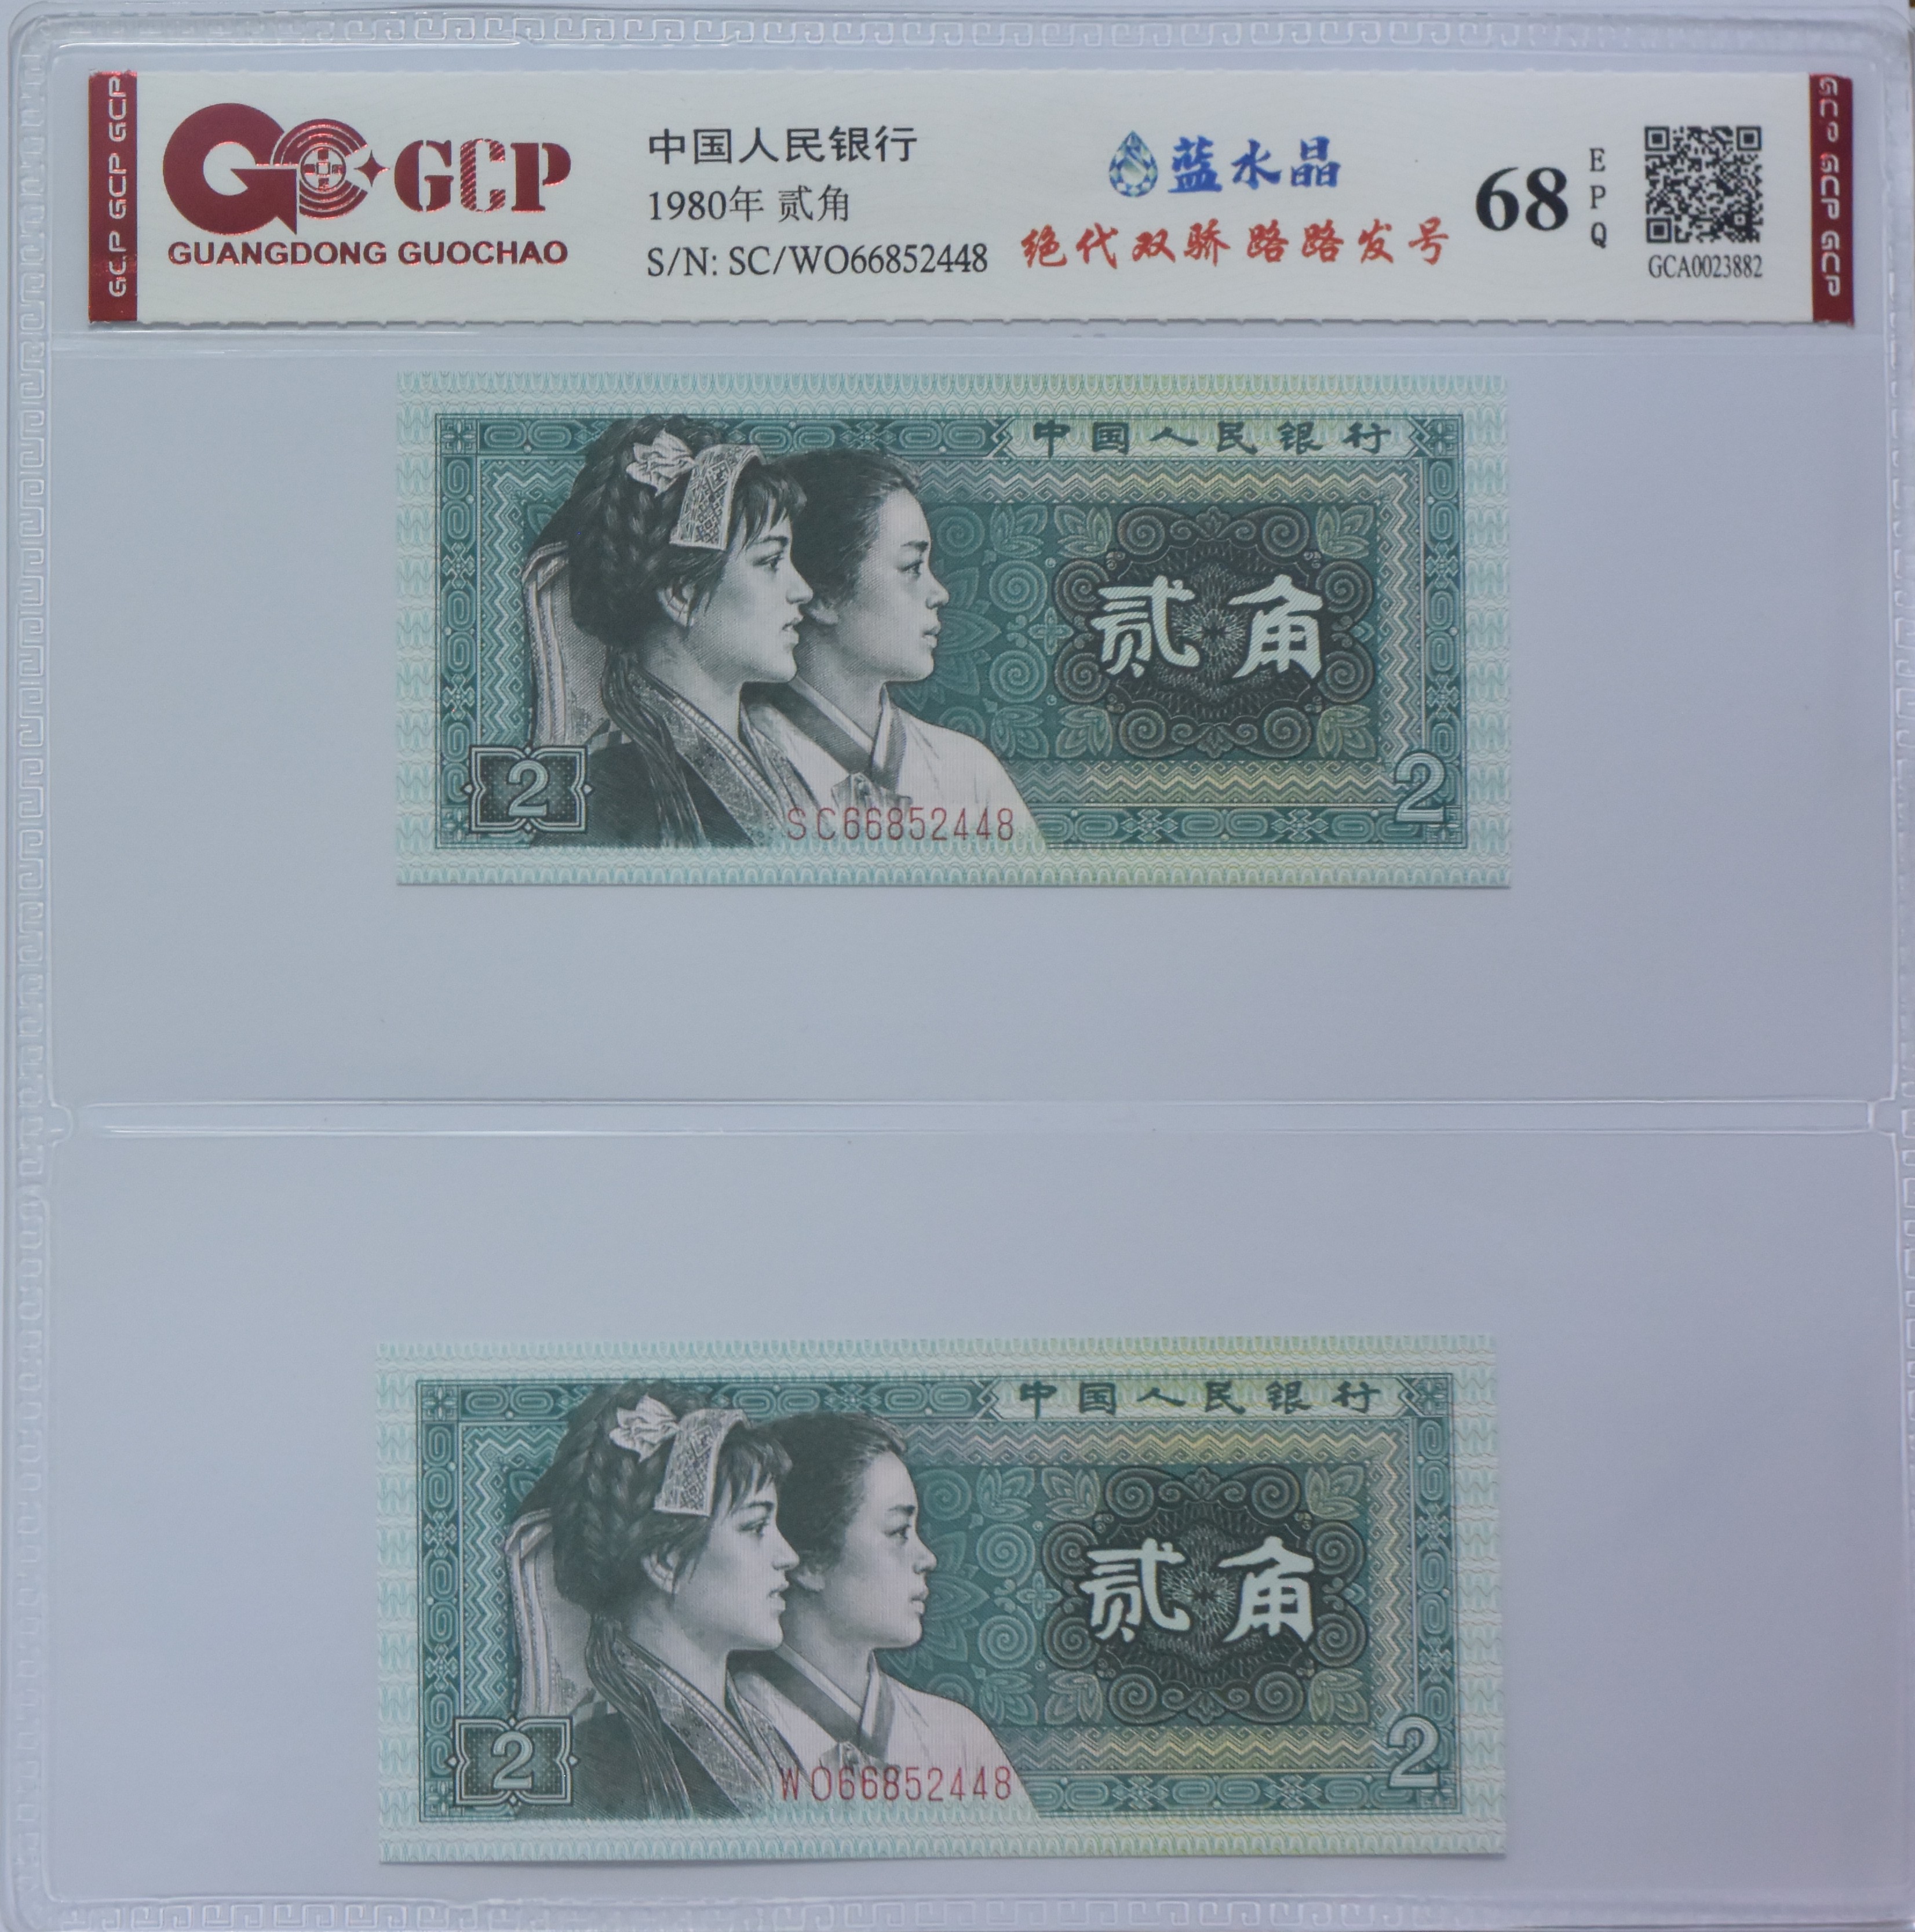 GCP GCP GCP
GCP
GUANGDONG GUOCHAO
中国人民银行
1980年 贰角
S/N: SC/WO66852448
蓝水晶
绝代双骄 路路发号
68
EPQ
GCA0023882
GCP GCP GCP
中国人民银行
贰角
2
SC66852448
2
中国人民银行
贰角
2
WO66852448
2